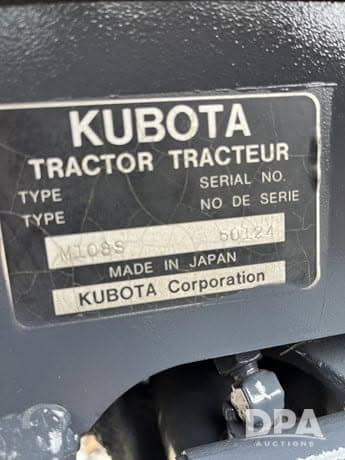 KUBOTA
TRACTOR TRACTEUR
TYPE SERIAL NO.
TYPE NO DE SERIE
M108S 50124
MADE IN JAPAN
KUBOTA Corporation
DPA
AUCTIONS